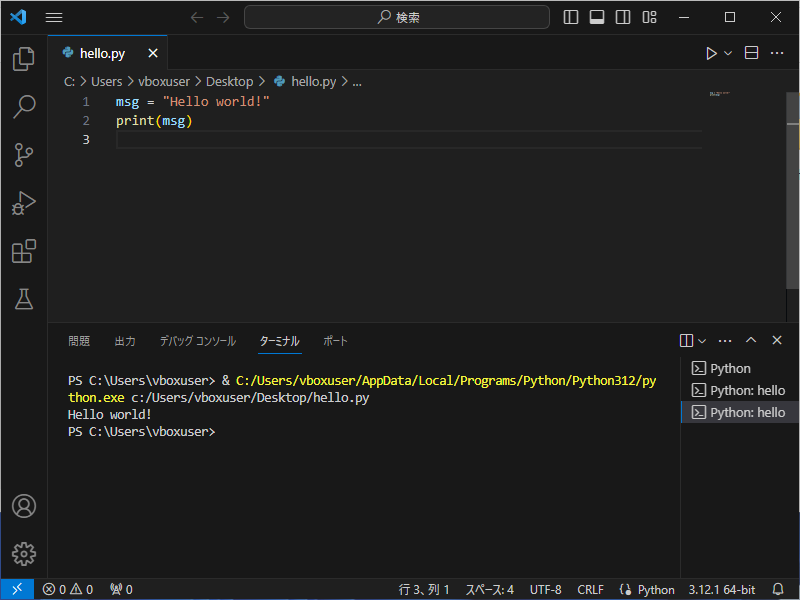 検索
hello.py
C: > Users > vboxuser > Desktop > hello.py > ...
1 msg = "Hello world!"
2 print(msg)
3
問題 出力 デバッグ コンソール ターミナル ポート
PS C:\Users\vboxuser> & C:/Users/vboxuser/AppData/Local/Programs/Python/Python312/py
thon.exe c:/Users/vboxuser/Desktop/hello.py
Hello world!
PS C:\Users\vboxuser>
Python
Python: hello
Python: hello
0 0 0 行 3、列 1 スペース: 4 UTF-8 CRLF Python 3.12.1 64-bit